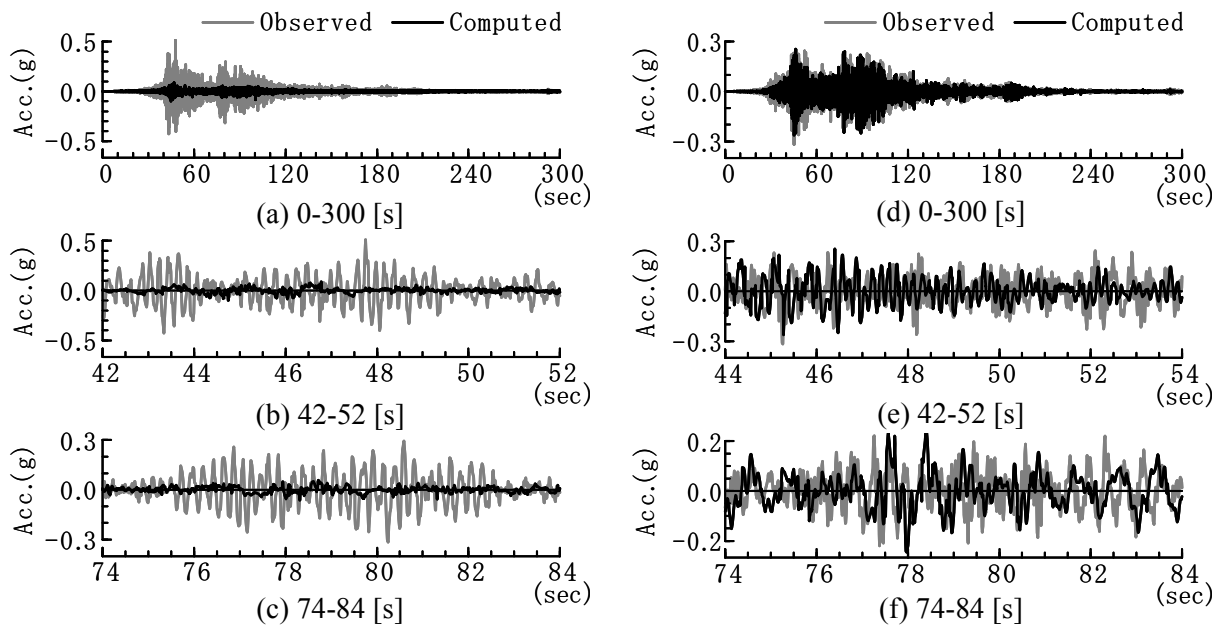 Observed Computed
0.5
0.0
-0.5
Acc.(g)
0 60 120 180 240 300
(sec)
(a) 0-300 [s]
0.5
0.0
-0.5
Acc.(g)
42 44 46 48 50 52
(sec)
(b) 42-52 [s]
0.3
0.0
-0.3
Acc.(g)
74 76 78 80 82 84
(sec)
(c) 74-84 [s]
Observed Computed
0.3
0.0
-0.3
Acc.(g)
0 60 120 180 240 300
(sec)
(d) 0-300 [s]
0.3
0.0
-0.3
Acc.(g)
44 46 48 50 52 54
(sec)
(e) 42-52 [s]
0.2
0.0
-0.2
Acc.(g)
74 76 78 80 82 84
(sec)
(f) 74-84 [s]